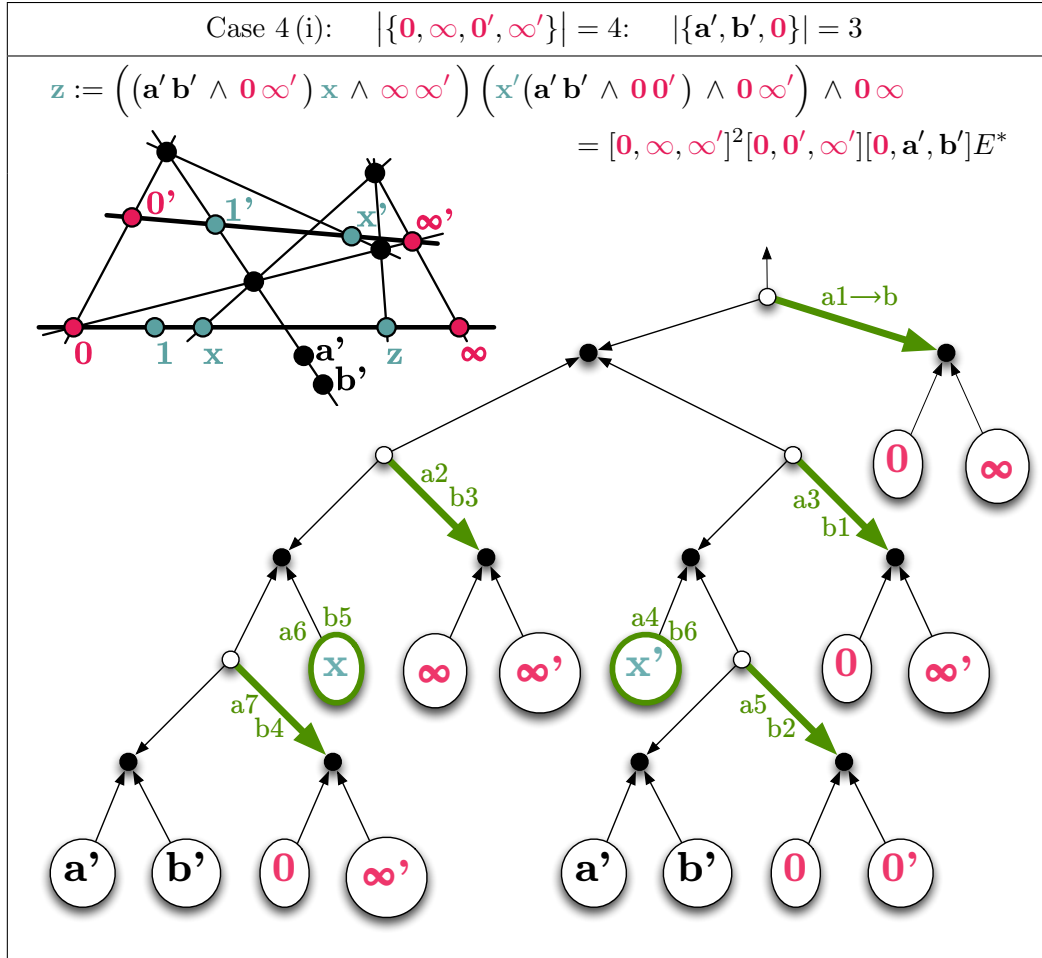 Case 4 (i): |{0, ∞, 0′, ∞′}| = 4: |{a′, b′, 0}| = 3
z := ((a′ b′ ∧ 0 ∞′) x ∧ ∞ ∞′) (x′(a′ b′ ∧ 0 0′) ∧ 0 ∞′) ∧ 0 ∞
= [0, ∞, ∞′]²[0, 0′, ∞′][0, a′, b′]E*
0’ 1’ x’ ∞’
0 1 x z ∞
a’
b’
a1→b
0 ∞
a2 a3
b3 b1
b5
a6 a4 b6
x ∞ ∞’ x’ 0 ∞’
a7 a5
b4 b2
a’ b’ 0 ∞’ a’ b’ 0 0’